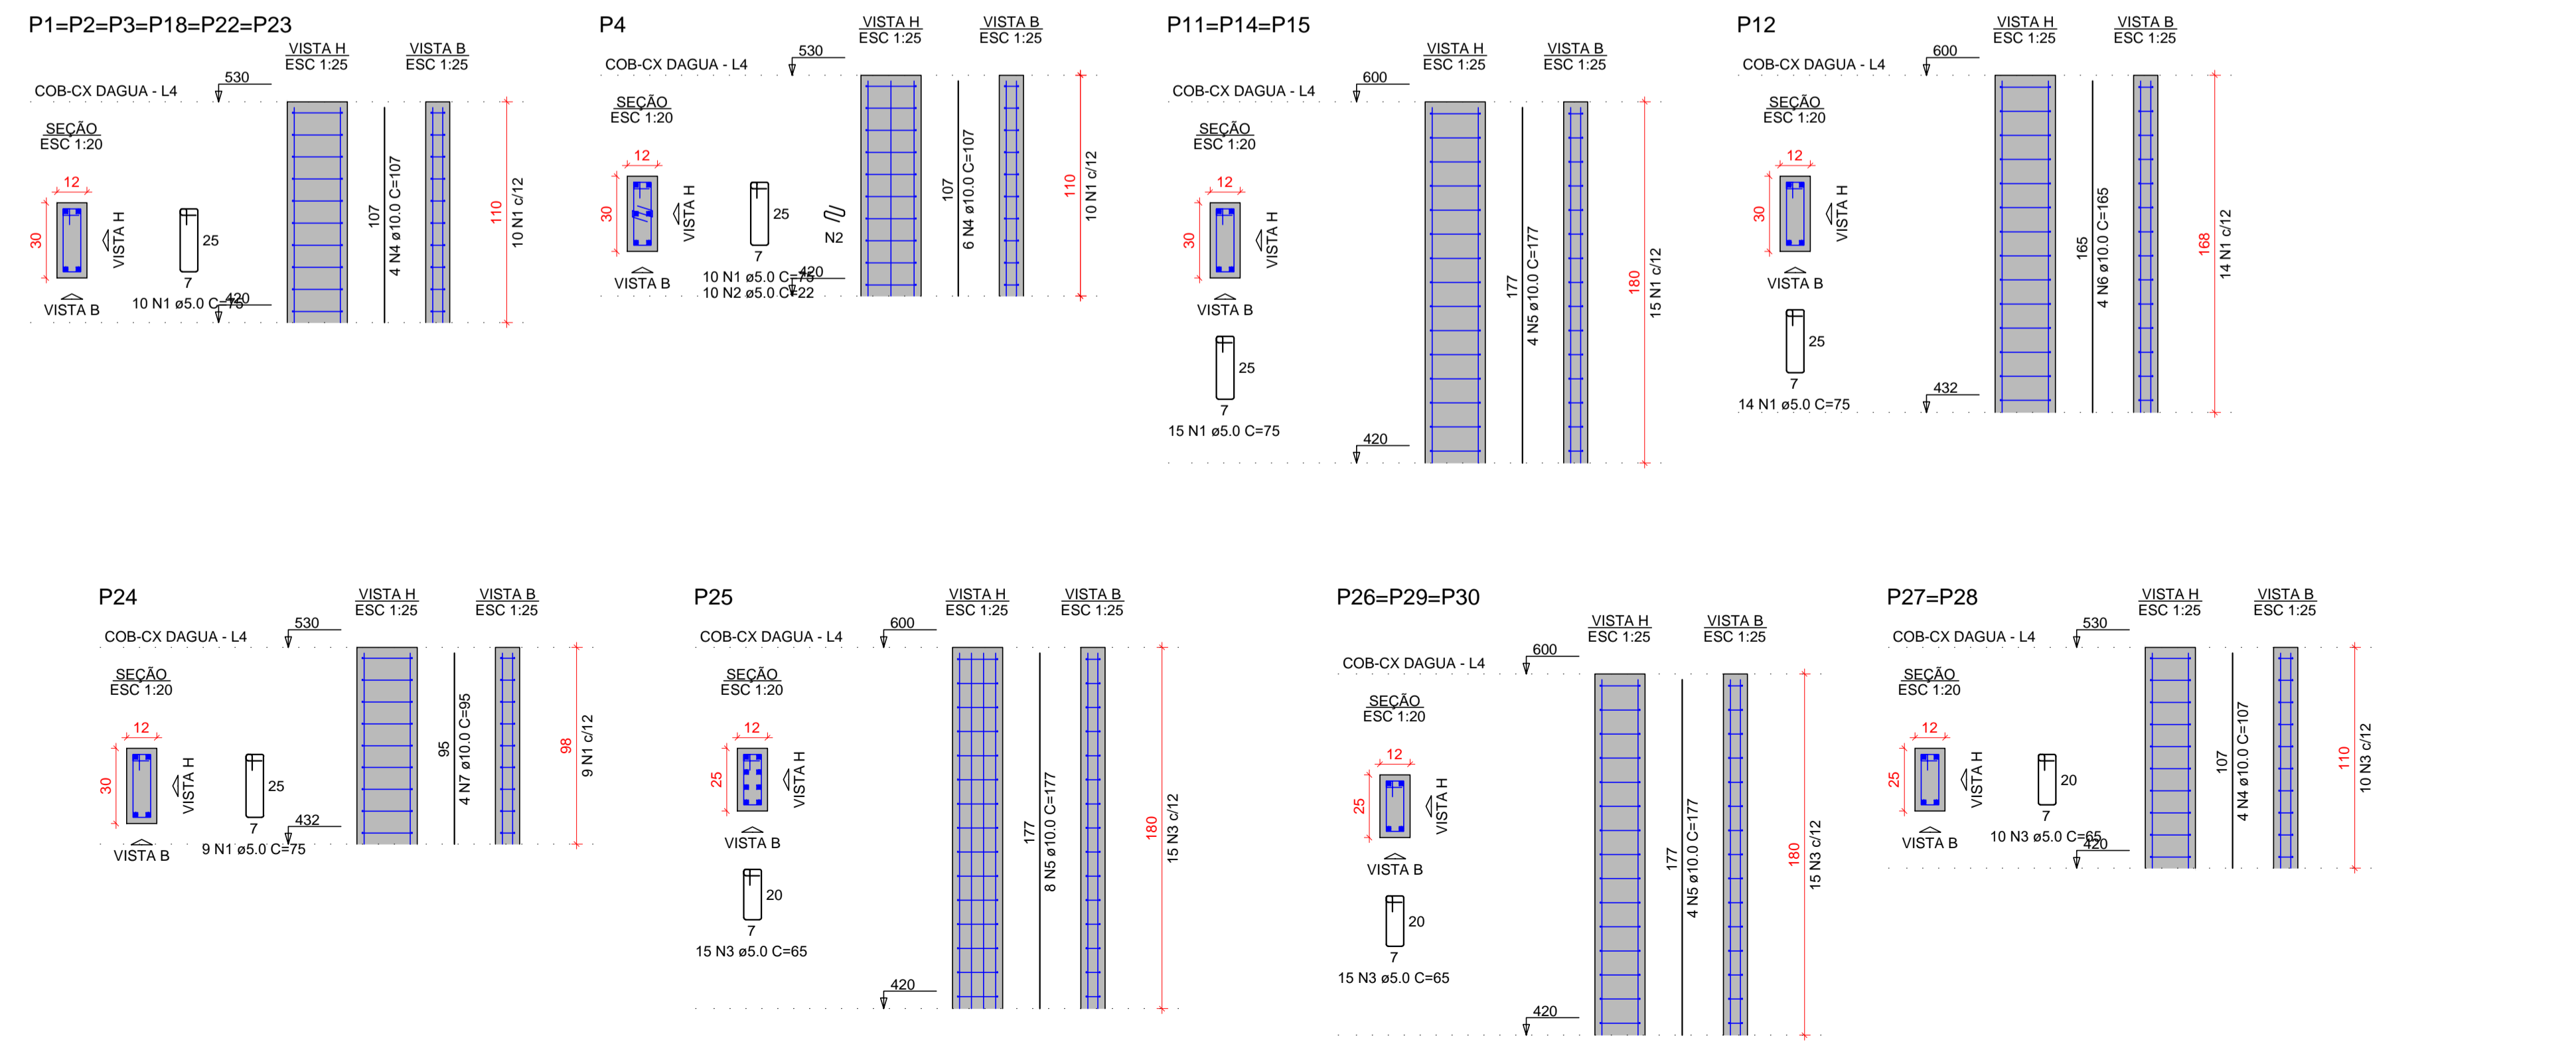 P1=P2=P3=P18=P22=P23
VISTA H
ESC 1:25
VISTA B
ESC 1:25
COB-CX DAGUA - L4
530
SEÇÃO
ESC 1:20
12
30
VISTA H
VISTA B
25
7
10 N1 ø5.0 C=75
420
107
4 N4 ø10.0 C=107
110
10 N1 c/12
P4
VISTA H
ESC 1:25
VISTA B
ESC 1:25
COB-CX DAGUA - L4
530
SEÇÃO
ESC 1:20
12
30
VISTA H
VISTA B
25
7
N2
10 N1 ø5.0 C=75
10 N2 ø5.0 C=22
420
107
6 N4 ø10.0 C=107
110
10 N1 c/12
P11=P14=P15
VISTA H
ESC 1:25
VISTA B
ESC 1:25
COB-CX DAGUA - L4
600
SEÇÃO
ESC 1:20
12
30
VISTA H
VISTA B
25
7
15 N1 ø5.0 C=75
420
177
4 N5 ø10.0 C=177
180
15 N1 c/12
P12
VISTA H
ESC 1:25
VISTA B
ESC 1:25
COB-CX DAGUA - L4
600
SEÇÃO
ESC 1:20
12
30
VISTA H
VISTA B
25
7
14 N1 ø5.0 C=75
432
165
4 N6 ø10.0 C=165
168
14 N1 c/12
P24
VISTA H
ESC 1:25
VISTA B
ESC 1:25
COB-CX DAGUA - L4
530
SEÇÃO
ESC 1:20
12
30
VISTA H
VISTA B
25
7
9 N1 ø5.0 C=75
432
95
4 N7 ø10.0 C=95
98
9 N1 c/12
P25
VISTA H
ESC 1:25
VISTA B
ESC 1:25
COB-CX DAGUA - L4
600
SEÇÃO
ESC 1:20
12
25
VISTA H
VISTA B
20
7
15 N3 ø5.0 C=65
420
177
8 N5 ø10.0 C=177
180
15 N3 c/12
P26=P29=P30
VISTA H
ESC 1:25
VISTA B
ESC 1:25
COB-CX DAGUA - L4
600
SEÇÃO
ESC 1:20
12
25
VISTA H
VISTA B
20
7
15 N3 ø5.0 C=65
420
177
4 N5 ø10.0 C=177
180
15 N3 c/12
P27=P28
VISTA H
ESC 1:25
VISTA B
ESC 1:25
COB-CX DAGUA - L4
530
SEÇÃO
ESC 1:20
12
25
VISTA H
VISTA B
20
7
10 N3 ø5.0 C=65
420
107
4 N4 ø10.0 C=107
110
10 N3 c/12